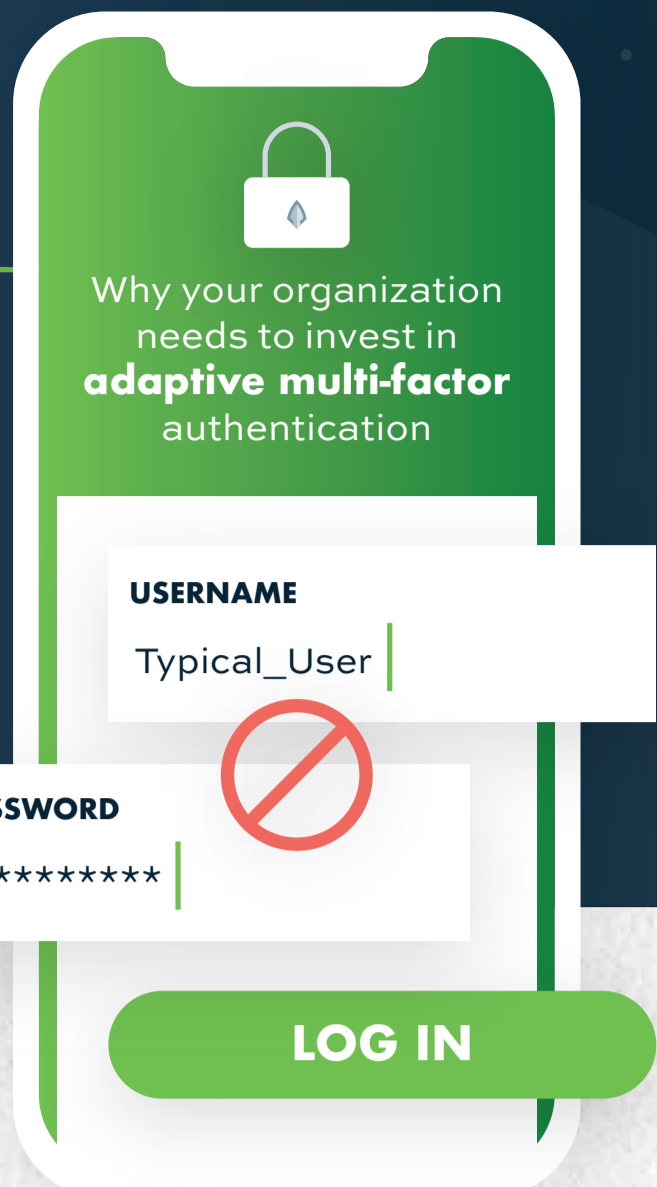 Why your organization
needs to invest in
adaptive multi-factor
authentication
USERNAME
Typical_User
SSWORD
********
LOG IN